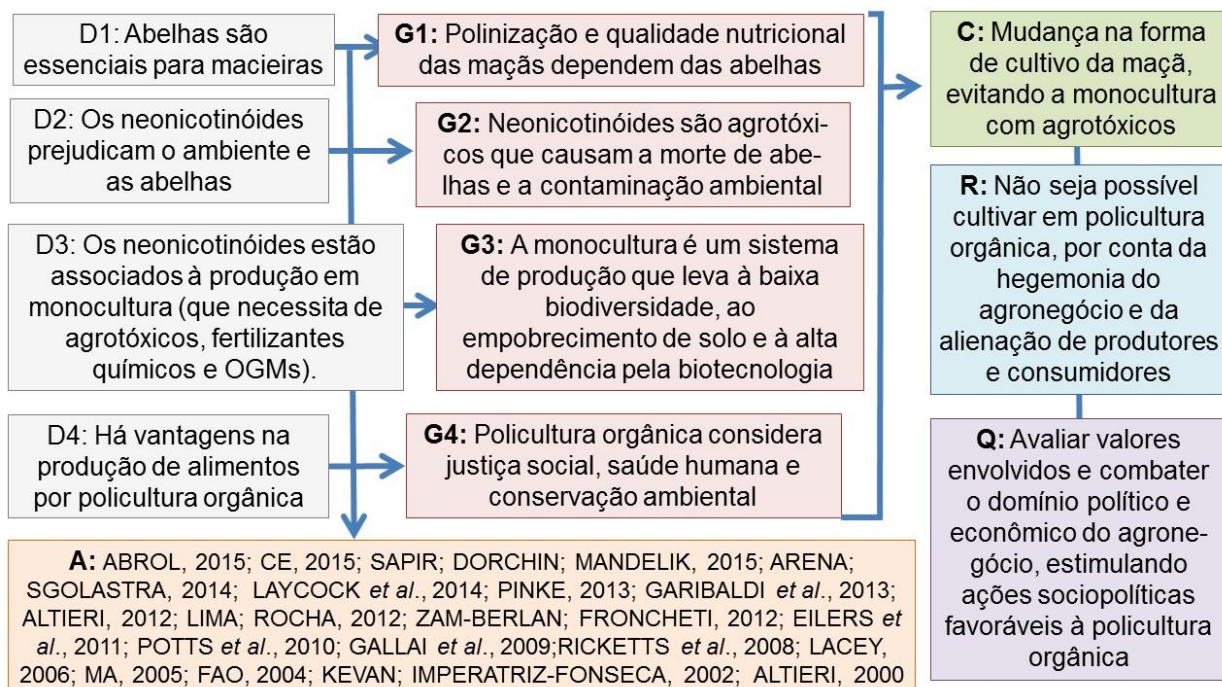 D1: Abelhas são
essenciais para macieiras
G1: Polinização e qualidade nutricional
das maçãs dependem das abelhas
D2: Os neonicotinóides
prejudicam o ambiente e
as abelhas
G2: Neonicotinóides são agrotóxi-
cos que causam a morte de abe-
lhas e a contaminação ambiental
D3: Os neonicotinóides estão
associados à produção em
monocultura (que necessita de
agrotóxicos, fertilizantes
químicos e OGMs).
G3: A monocultura é um sistema
de produção que leva à baixa
biodiversidade, ao
empobrecimento de solo e à alta
dependência pela biotecnologia
D4: Há vantagens na
produção de alimentos
por policultura orgânica
G4: Policultura orgânica considera
justiça social, saúde humana e
conservação ambiental
A: ABROL, 2015; CE, 2015; SAPIR; DORCHIN; MANDELIK, 2015; ARENA;
SGOLASTRA, 2014; LAYCOCK et al., 2014; PINKE, 2013; GARIBALDI et al., 2013;
ALTIERI, 2012; LIMA; ROCHA, 2012; ZAM-BERLAN; FRONCHETI, 2012; EILERS et
al., 2011; POTTS et al., 2010; GALLAI et al., 2009;RICKETTS et al., 2008; LACEY,
2006; MA, 2005; FAO, 2004; KEVAN; IMPERATRIZ-FONSECA, 2002; ALTIERI, 2000
C: Mudança na forma
de cultivo da maçã,
evitando a monocultura
com agrotóxicos
R: Não seja possível
cultivar em policultura
orgânica, por conta da
hegemonia do
agronegócio e da
alienação de produtores
e consumidores
Q: Avaliar valores
envolvidos e combater
o domínio político e
econômico do agrone-
gócio, estimulando
ações sociopolíticas
favoráveis à policultura
orgânica